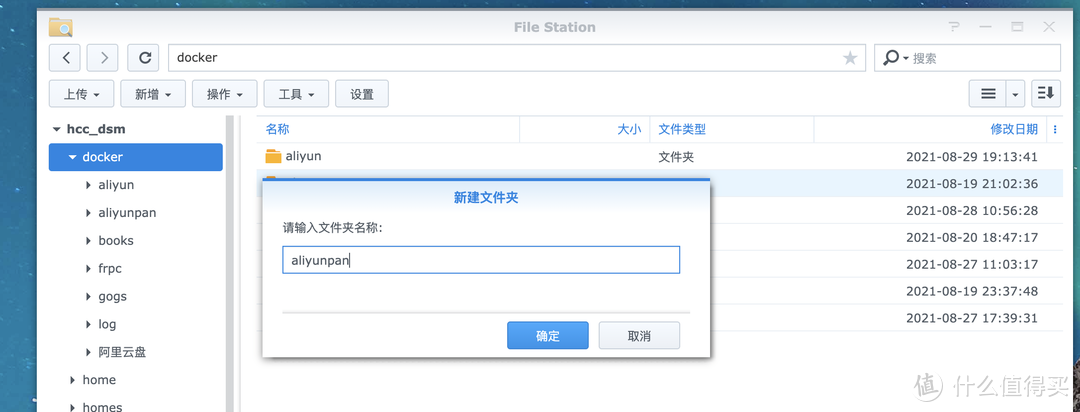 File Station
docker
搜索
上传
新增
操作
工具
设置
hcc_dsm
docker
aliyun
aliyunpan
books
frpc
gogs
log
阿里云盘
home
homes
名称 大小 文件类型 修改日期
aliyun 文件夹 2021-08-29 19:13:41
2021-08-19 21:02:36
2021-08-28 10:56:28
2021-08-20 18:47:17
2021-08-27 11:03:17
2021-08-19 23:37:48
2021-08-27 17:39:31
新建文件夹
请输入文件夹名称:
aliyunpan
确定 取消
值 什么值得买